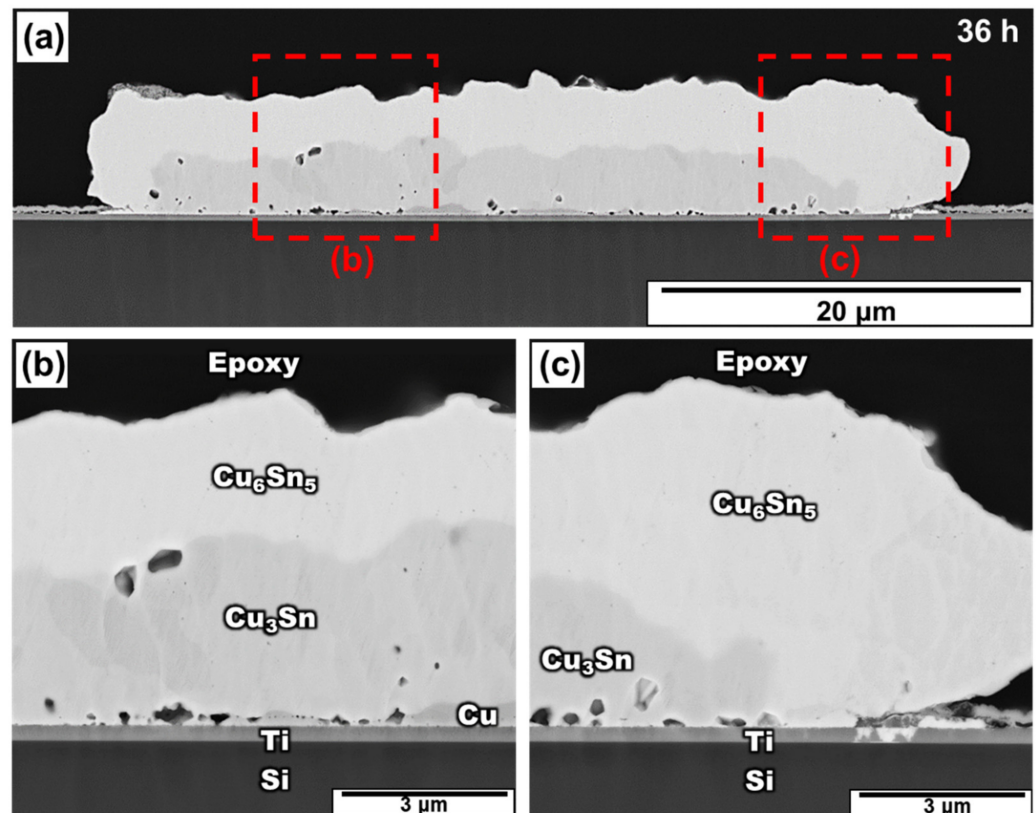 (a)
36 h
(b)
(c)
20 µm
(b)
Epoxy
Cu₆Sn₅
Cu₃Sn
Cu
Ti
Si
3 µm
(c)
Epoxy
Cu₆Sn₅
Cu₃Sn
Ti
Si
3 µm